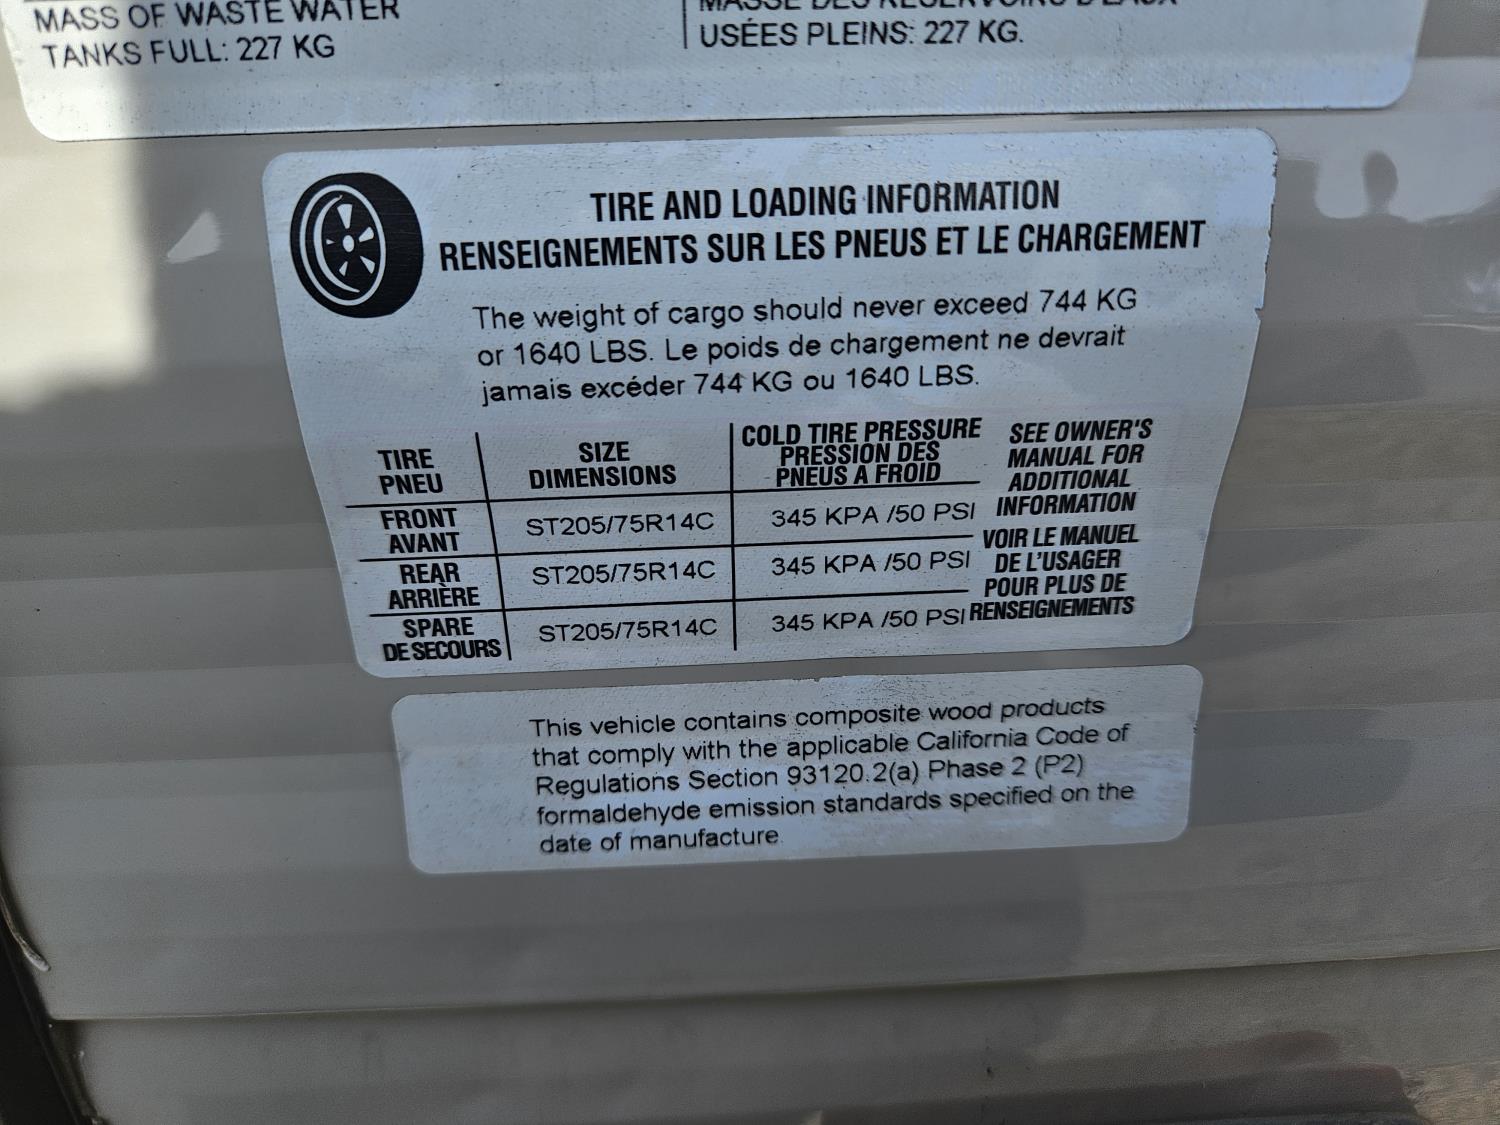 MASS OF WASTE WATER
TANKS FULL: 227 KG
MASSE DES RÉSERVOIRS D'EAUX
USÉES PLEINS: 227 KG.
TIRE AND LOADING INFORMATION
RENSEIGNEMENTS SUR LES PNEUS ET LE CHARGEMENT
The weight of cargo should never exceed 744 KG
or 1640 LBS. Le poids de chargement ne devrait
jamais excéder 744 KG ou 1640 LBS.
TIRE
PNEU
SIZE
DIMENSIONS
COLD TIRE PRESSURE
PRESSION DES
PNEUS A FROID
FRONT
AVANT
ST205/75R14C
345 KPA /50 PSI
REAR
ARRIÈRE
ST205/75R14C
345 KPA /50 PSI
SPARE
DE SECOURS
ST205/75R14C
345 KPA /50 PSI
SEE OWNER'S
MANUAL FOR
ADDITIONAL
INFORMATION
VOIR LE MANUEL
DE L'USAGER
POUR PLUS DE
RENSEIGNEMENTS
This vehicle contains composite wood products
that comply with the applicable California Code of
Regulations Section 93120.2(a) Phase 2 (P2)
formaldehyde emission standards specified on the
date of manufacture.